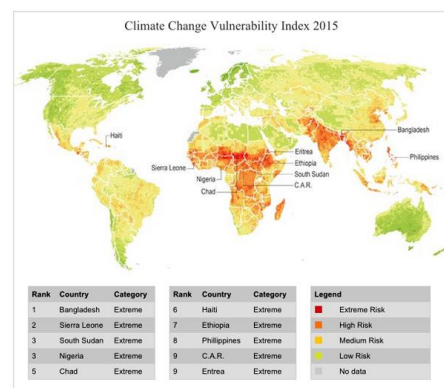 Climate Change Vulnerability Index 2015
Haiti
Bangladesh
Eritrea
Ethiopia
Philippines
Sierra Leone
South Sudan
Nigeria
C.A.R.
Chad
Rank Country Category
1 Bangladesh Extreme
2 Sierra Leone Extreme
3 South Sudan Extreme
3 Nigeria Extreme
5 Chad Extreme
Rank Country Category
6 Haiti Extreme
7 Ethiopia Extreme
8 Phillippines Extreme
9 C.A.R. Extreme
9 Entrea Extreme
Legend
Extreme Risk
High Risk
Medium Risk
Low Risk
No data